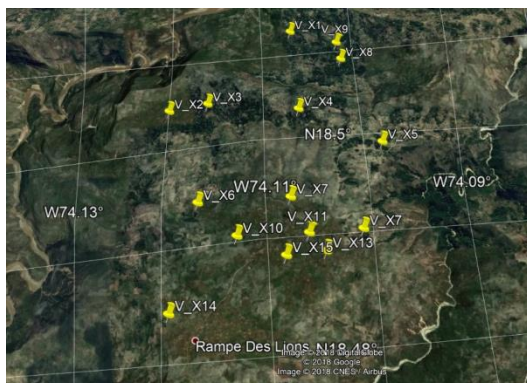 V_X1
V_X9
V_X8
V_X2
V_X3
V_X4
N18.5°
V_X5
W74.11°
V_X7
W74.09°
V_X6
W74.13°
V_X11
V_X7
V_X10
V_X15
V_X13
V_X14
Rampe Des Lions
N18.48°
Image © 2018 DigitalGlobe
© 2018 Google
Image © 2018 CNES / Airbus